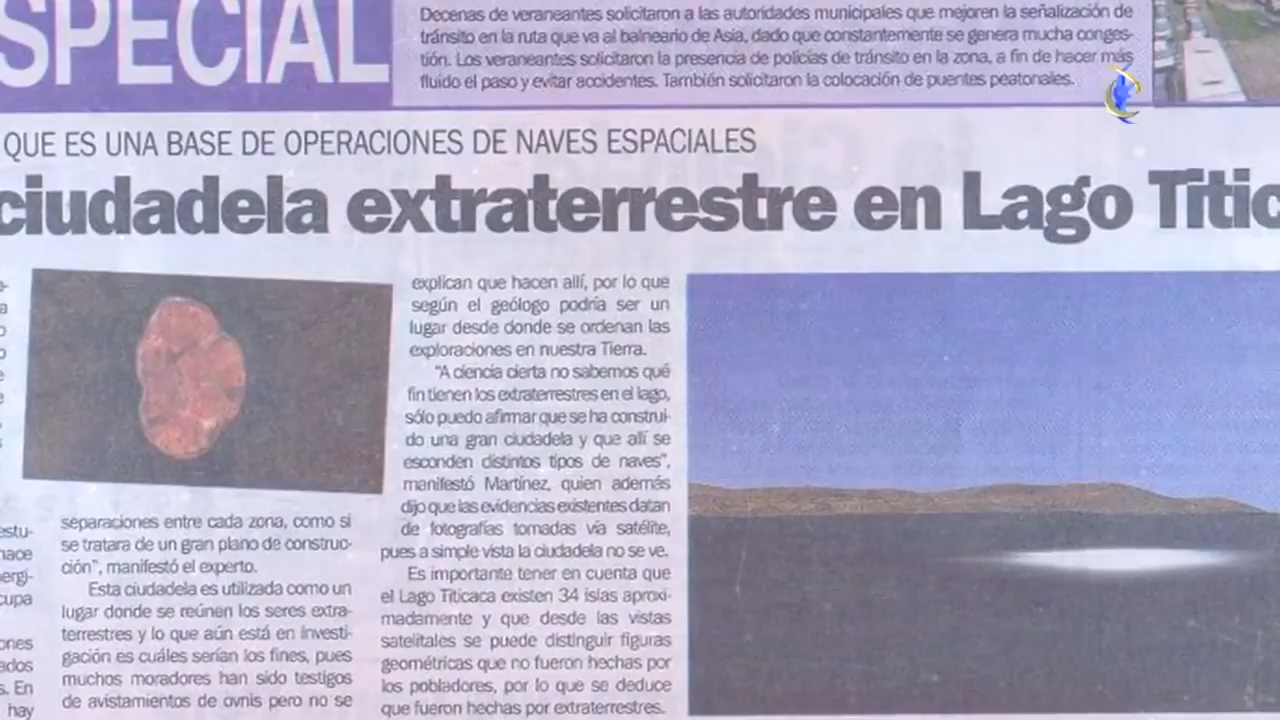 SPECIAL
Decenas de veraneantes solicitaron a las autoridades municipales que mejoren la señalización de
tránsito en la ruta que va al balneario de Asia, dado que constantemente se genera mucha conges-
tión. Los veraneantes solicitaron la presencia de policías de tránsito en la zona, a fin de hacer más
fluido el paso y evitar accidentes. También solicitaron la colocación de puentes peatonales.
QUE ES UNA BASE DE OPERACIONES DE NAVES ESPACIALES
ciudadela extraterrestre en Lago Titic
estu-
hace
ergi-
cupa
ones
ados
s. En
hay
separaciones entre cada zona, como si
se tratara de un gran plano de construc-
ción", manifestó el experto.
Esta ciudadela es utilizada como un
lugar donde se reúnen los seres extra-
terrestres y lo que aún está en investi-
gación es cuáles serían los fines, pues
muchos moradores han sido testigos
de avistamientos de ovnis pero no se
explican que hacen allí, por lo que
según el geólogo podría ser un
lugar desde donde se ordenan las
exploraciones en nuestra Tierra.
"A ciencia cierta no sabemos qué
fin tienen los extraterrestres en el lago,
sólo puedo afirmar que se ha construi-
do una gran ciudadela y que allí se
esconden distintos tipos de naves",
manifestó Martínez, quien además
dijo que las evidencias existentes datan
de fotografías tomadas vía satélite,
pues a simple vista la ciudadela no se ve.
Es importante tener en cuenta que
el Lago Titicaca existen 34 islas aproxi-
madamente y que desde las vistas
satelitales se puede distinguir figuras
geométricas que no fueron hechas por
los pobladores, por lo que se deduce
que fueron hechas por extraterrestres.